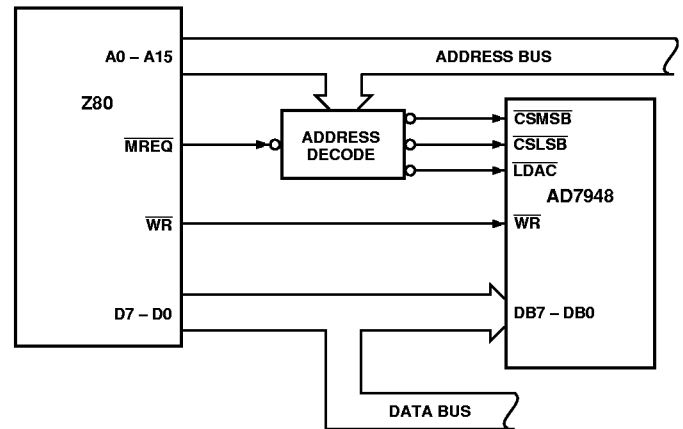 A0 – A15
ADDRESS BUS
Z80
MREQ
ADDRESS
DECODE
CSMSB
CSLSB
LDAC
AD7948
WR
WR
D7 – D0
DB7 – DB0
DATA BUS